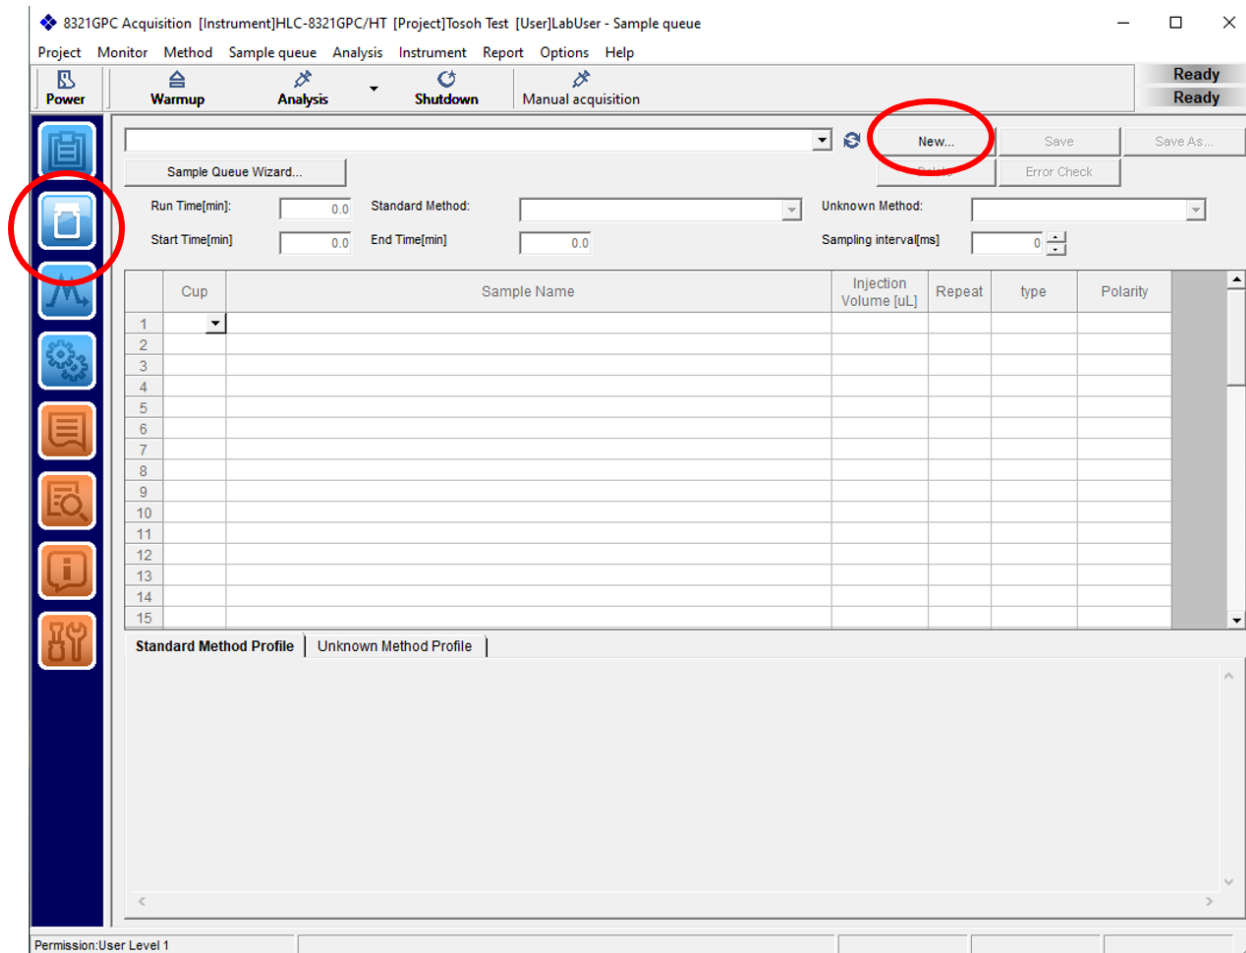 8321GPC Acquisition [Instrument]HLC-8321GPC/HT [Project]Tosoh Test [User]LabUser - Sample queue
Project Monitor Method Sample queue Analysis Instrument Report Options Help
Power Warmup Analysis Shutdown Manual acquisition
Ready
Ready
New... Save Save As...
Sample Queue Wizard... Delete Error Check
Run Time[min]: 0.0 Standard Method: Unknown Method:
Start Time[min] 0.0 End Time[min] 0.0 Sampling interval[ms] 0
Cup Sample Name Injection Volume [uL] Repeat type Polarity
1
2
3
4
5
6
7
8
9
10
11
12
13
14
15
Standard Method Profile Unknown Method Profile
Permission:User Level 1